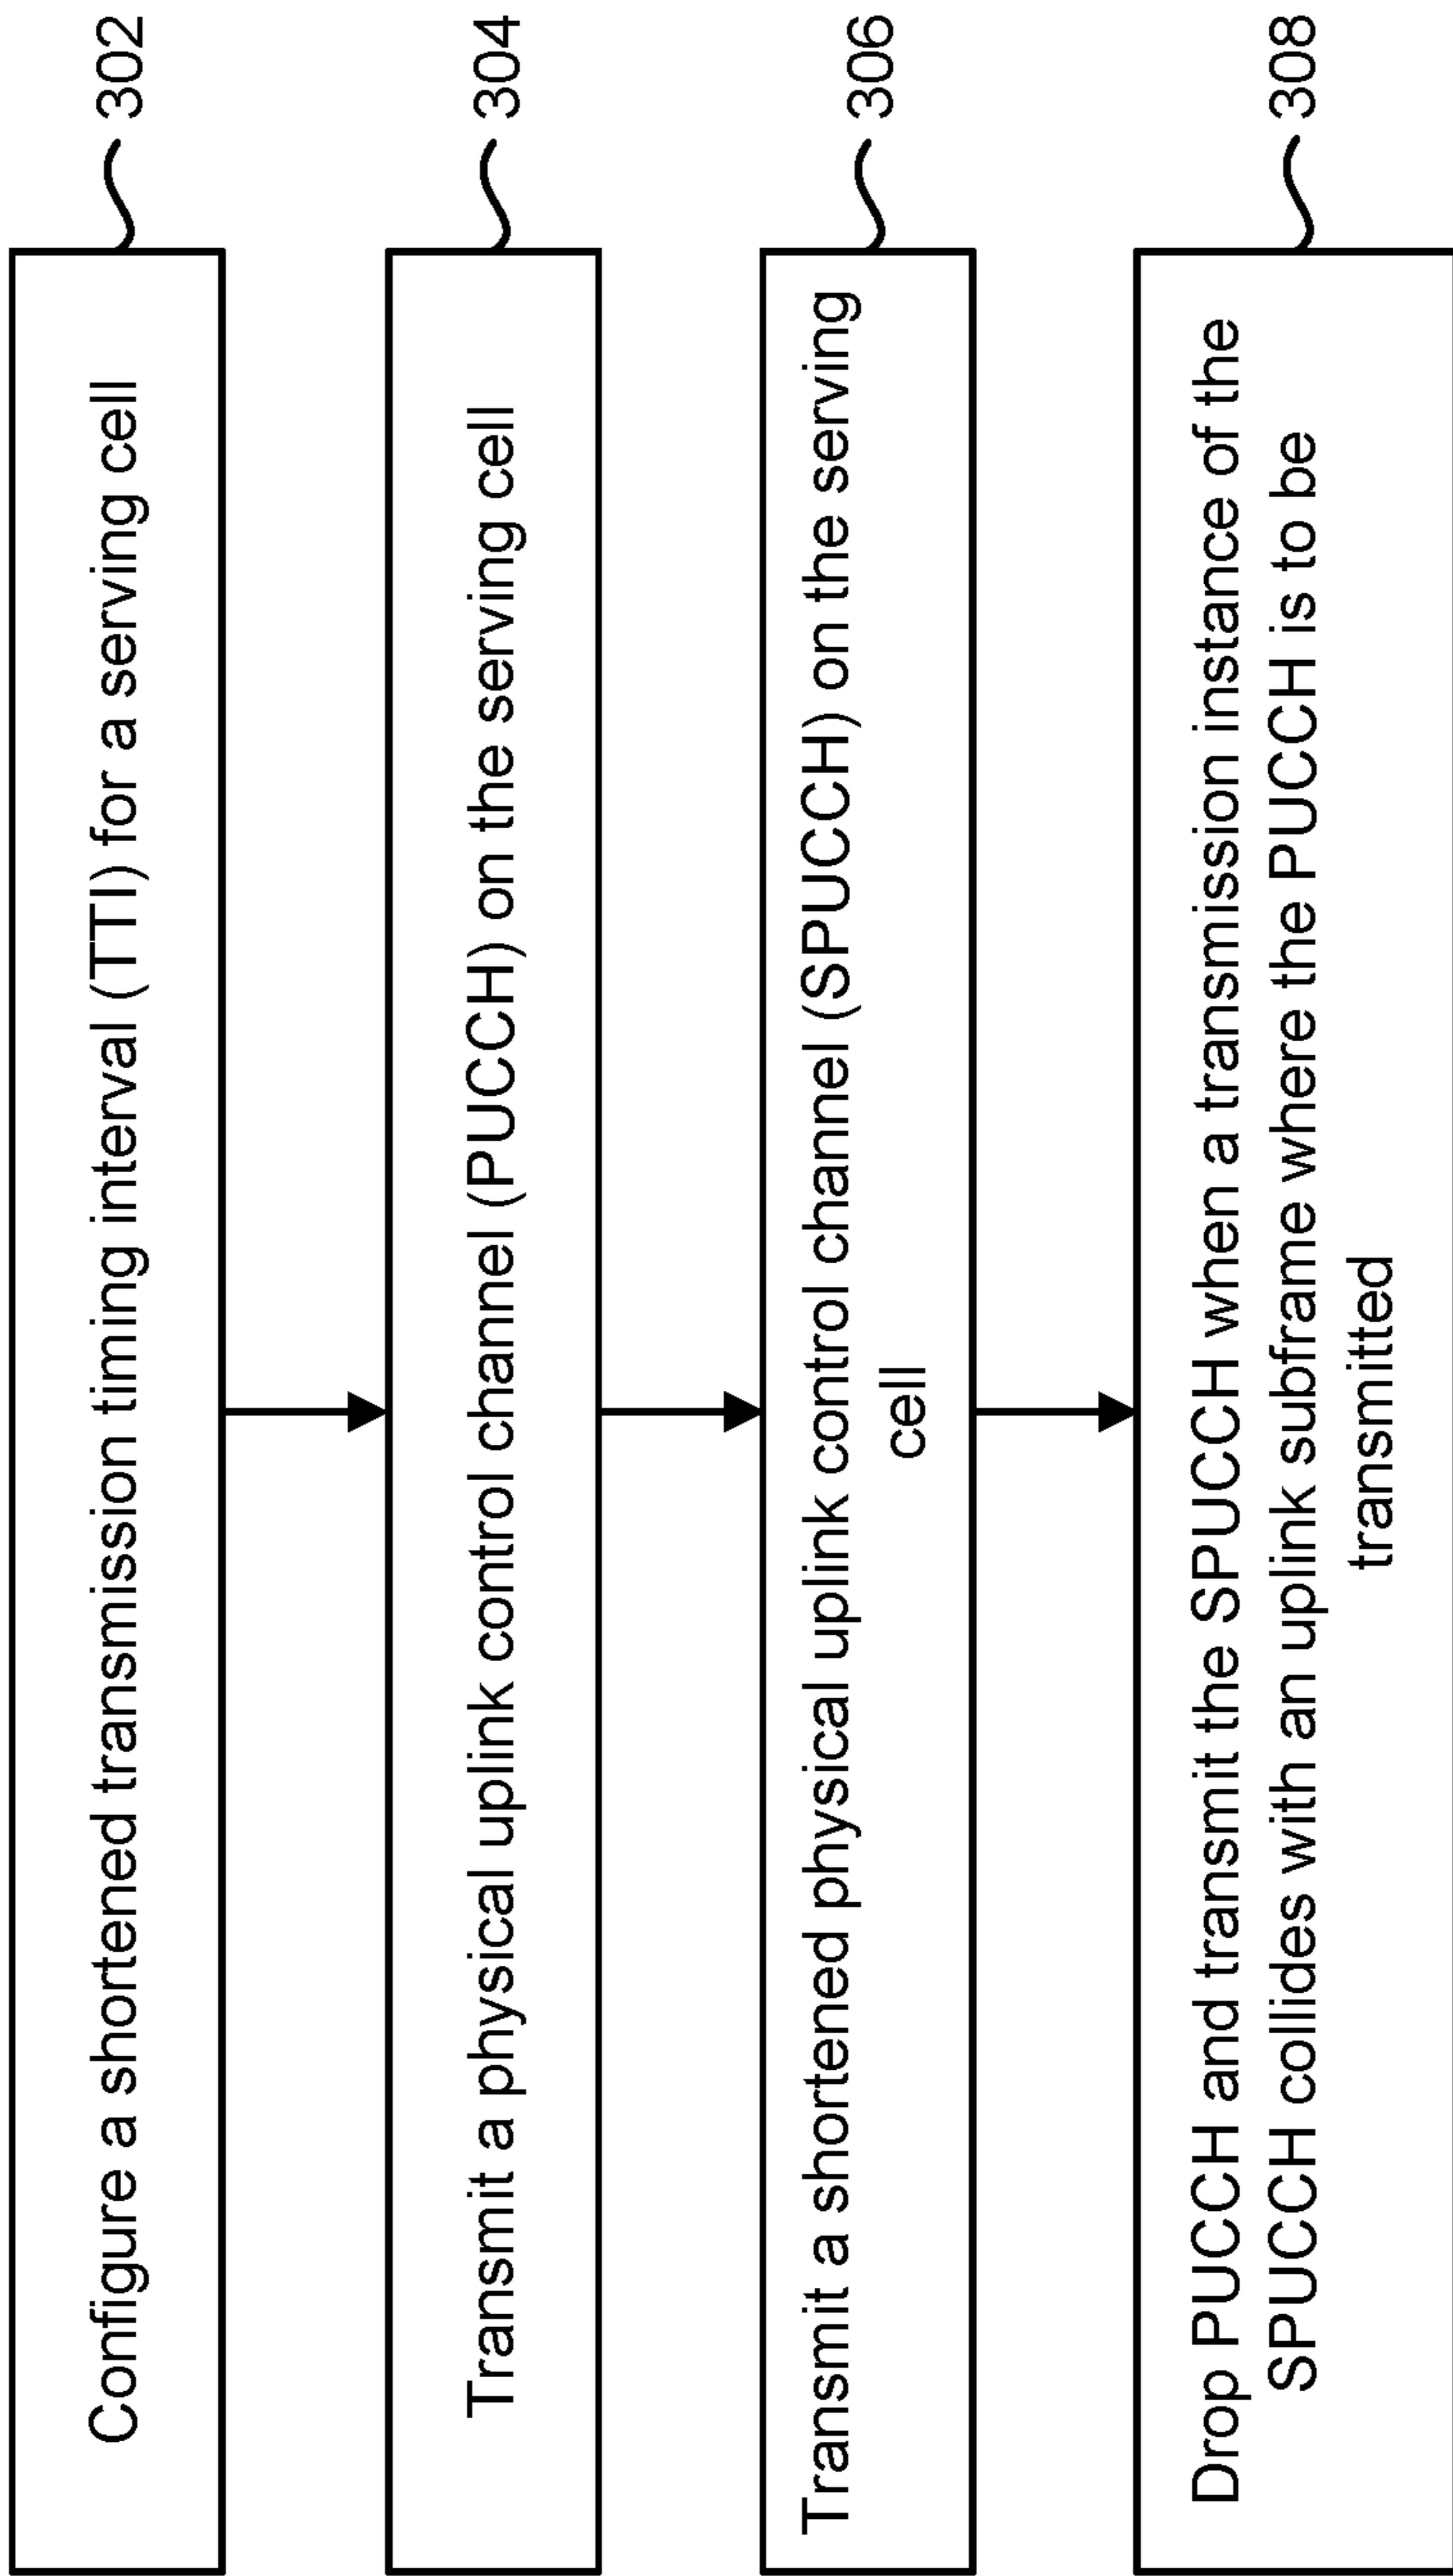 Configure a shortened transmission timing interval (TTI) for a serving cell
302
Transmit a physical uplink control channel (PUCCH) on the serving cell
304
Transmit a shortened physical uplink control channel (SPUCCH) on the serving
cell
306
Drop PUCCH and transmit the SPUCCH when a transmission instance of the
SPUCCH collides with an uplink subframe where the PUCCH is to be
transmitted
308